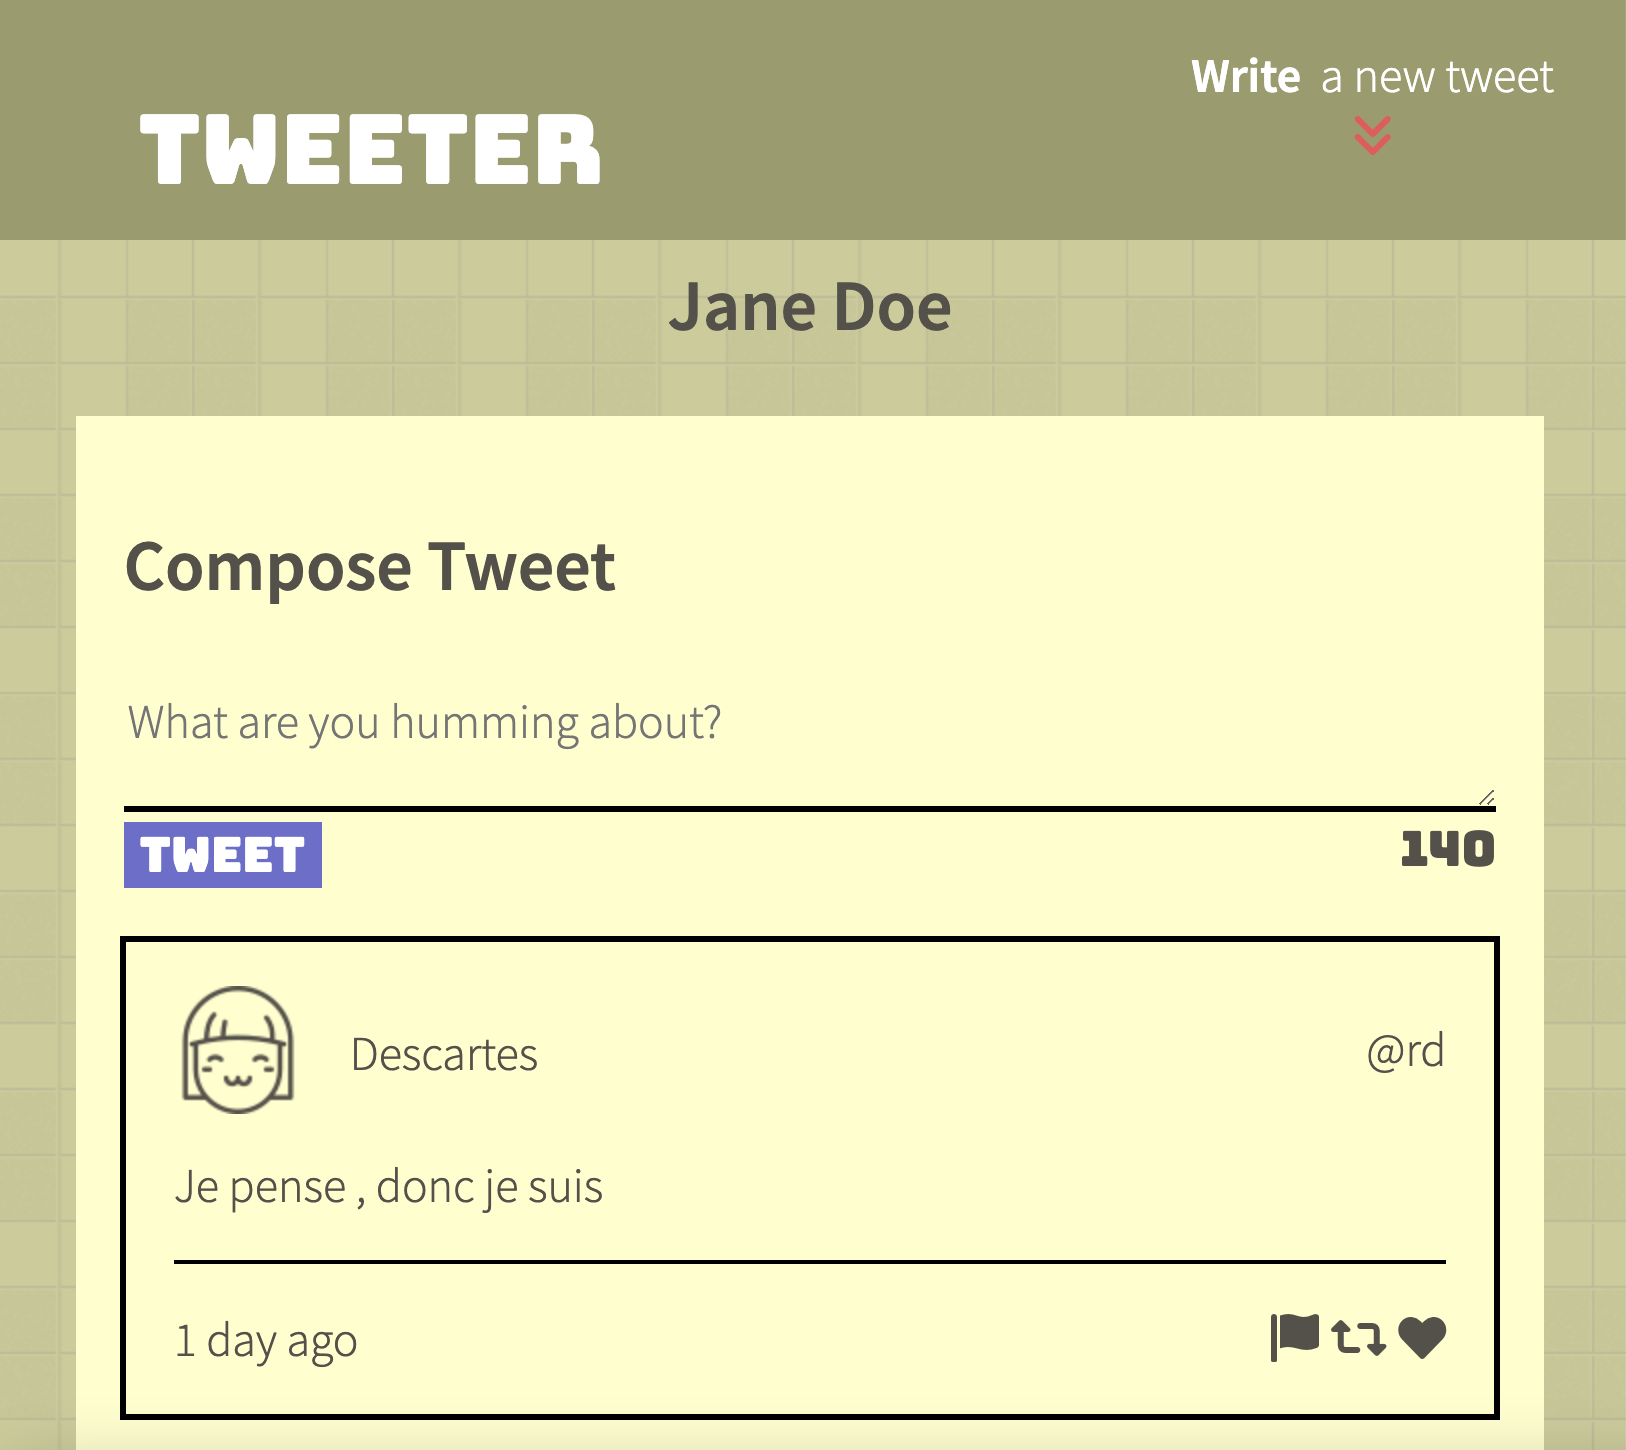 Write a new tweet
TWEETER
Jane Doe
Compose Tweet
What are you humming about?
TWEET
140
Descartes
@rd
Je pense , donc je suis
1 day ago